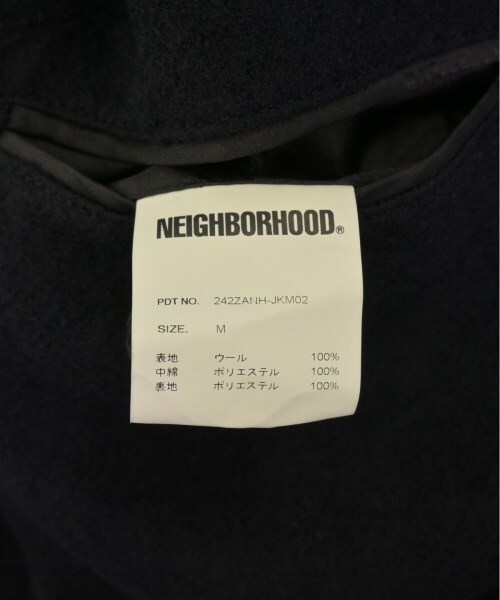 NEIGHBORHOOD®
PDT NO. 242ZANH-JKM02
SIZE. M
表地 ウール 100%
中綿 ポリエステル 100%
裏地 ポリエステル 100%